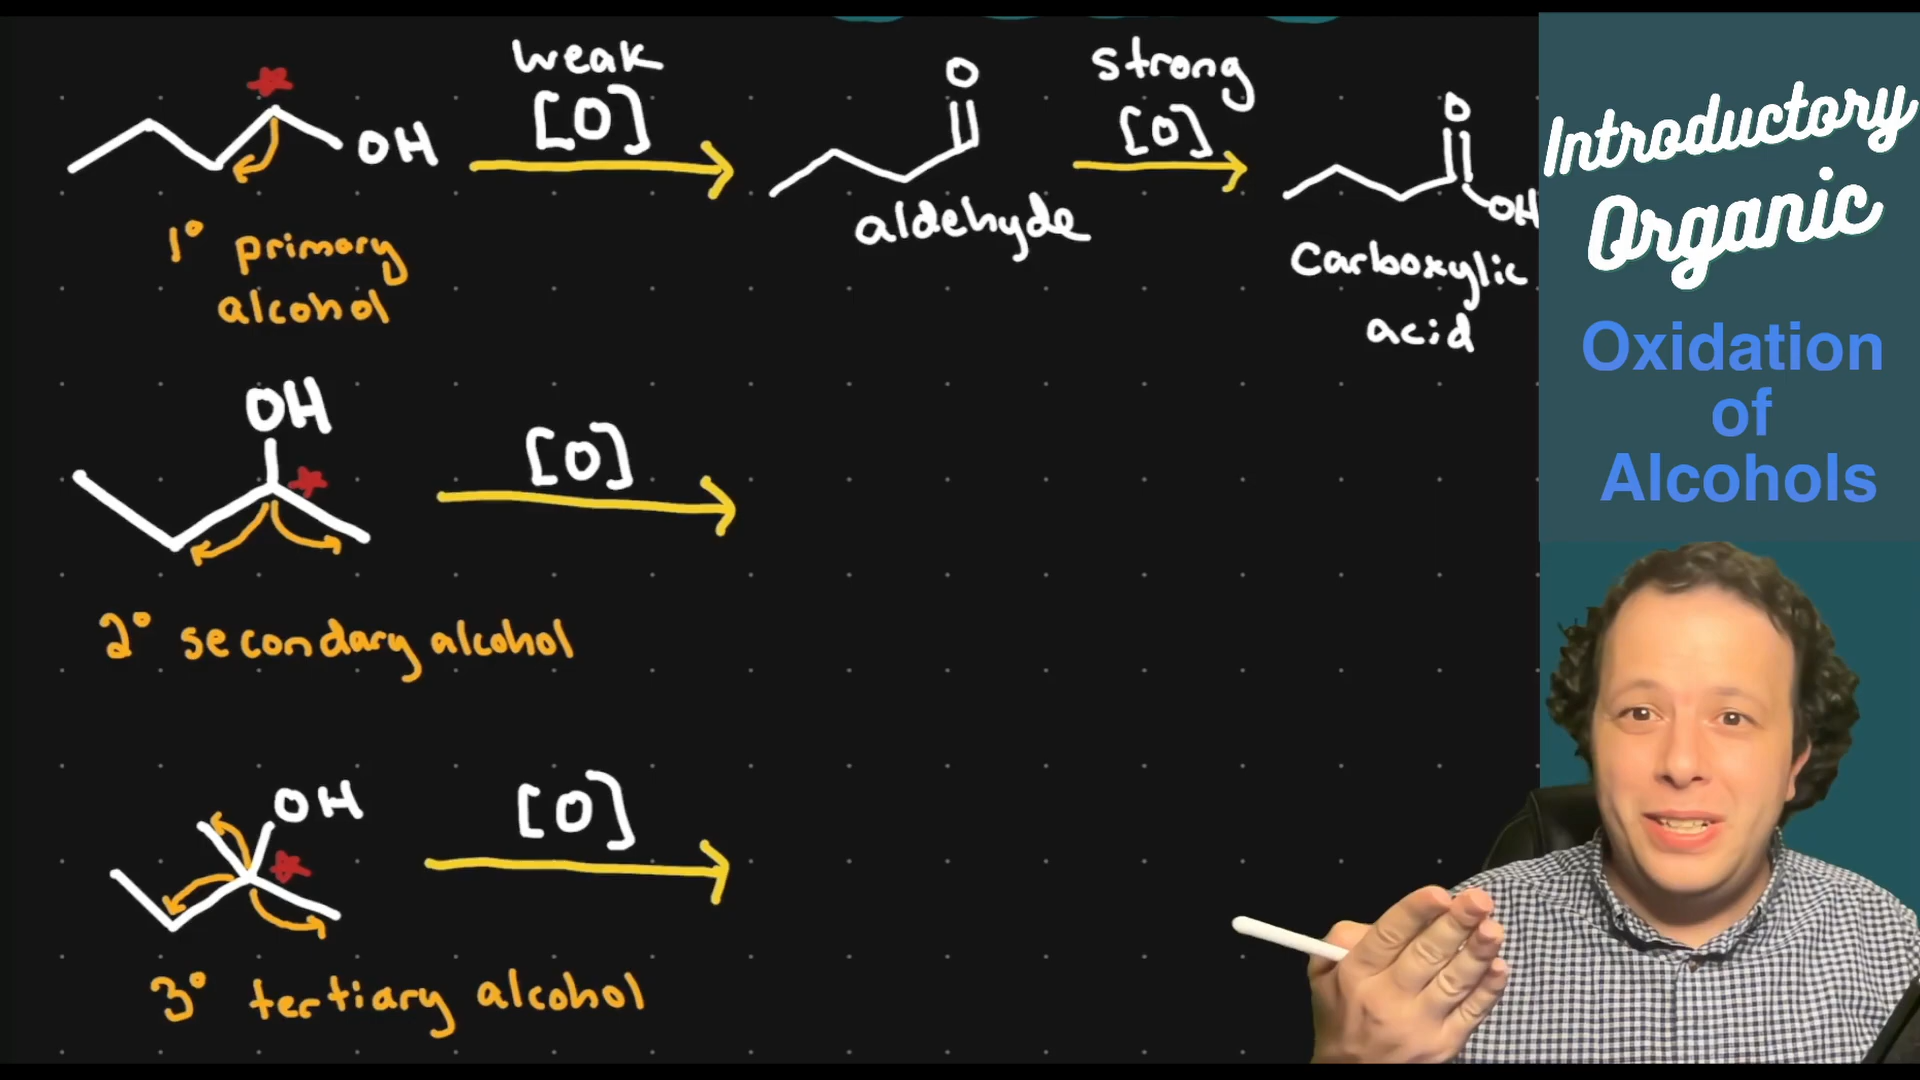 weak
[O]
OH
1° primary
alcohol
O
aldehyde
strong
[O]
O
OH
carboxylic
acid
OH
[O]
2° secondary alcohol
OH
[O]
3° tertiary alcohol
Introductory
Organic
Oxidation
of
Alcohols